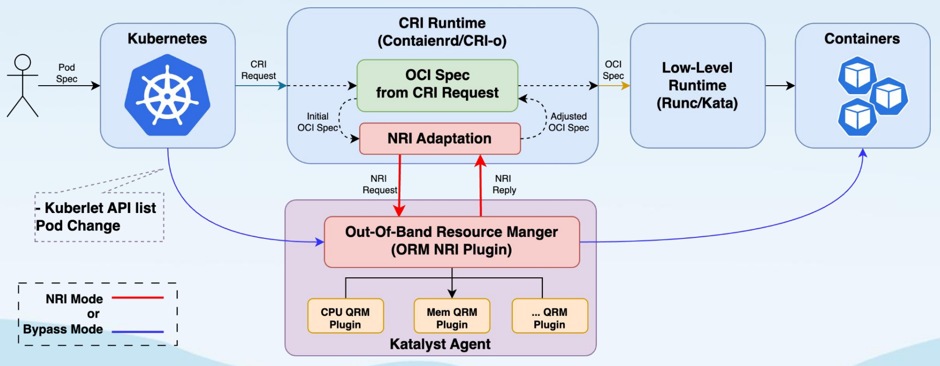 Kubernetes
CRI Runtime
(Contaienrd/CRI-o)
Containers
Pod
Spec
CRI
Request
OCI Spec
from CRI Request
OCI
Spec
Low-Level
Runtime
(Runc/Kata)
Initial
OCI Spec
Adjusted
OCI Spec
NRI Adaptation
NRI
Request
NRI
Reply
- Kuberlet API list
Pod Change
Out-Of-Band Resource Manger
(ORM NRI Plugin)
NRI Mode
or
Bypass Mode
CPU QRM
Plugin
Mem QRM
Plugin
... QRM
Plugin
Katalyst Agent